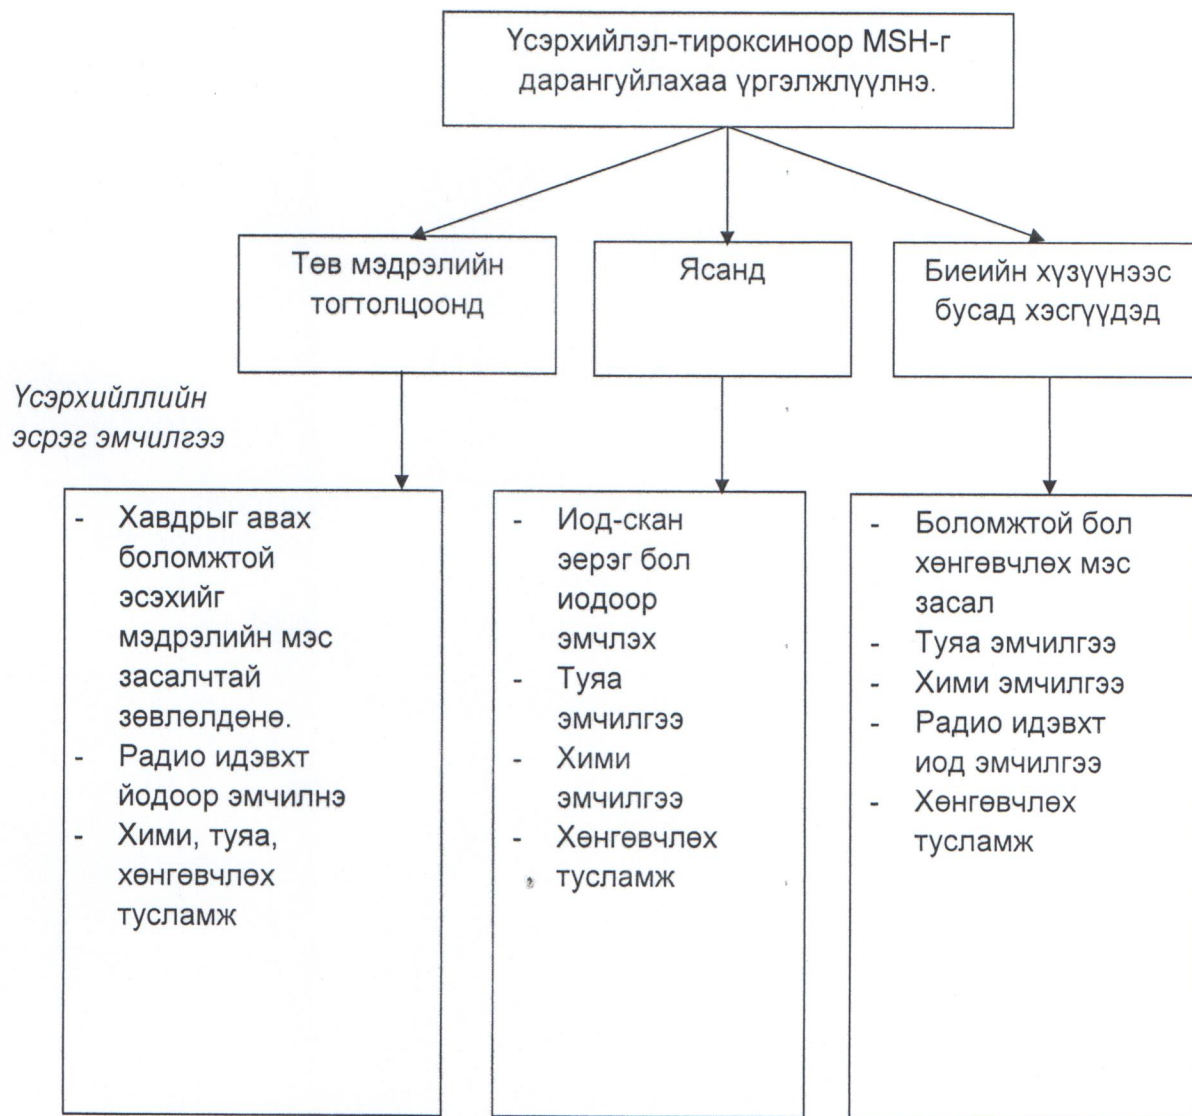 Үсэрхийлэл-тироксиноор MSH-г
дарангуйлахаа үргэлжлүүлнэ.
Төв мэдрэлийн
тогтолцоонд
Ясанд
Биеийн хүзүүнээс
бусад хэсгүүдэд
Үсэрхийллийн
эсрэг эмчилгээ
- Хавдрыг авах
боломжтой
эсэхийг
мэдрэлийн мэс
засалчтай
зөвлөлдөнө.
- Радио идэвхт
йодоор эмчилнэ
- Хими, туяа,
хөнгөвчлөх
тусламж
- Иод-скан
эерэг бол
иодоор
эмчлэх
- Туяа
эмчилгээ
- Хими
эмчилгээ
- Хөнгөвчлөх
тусламж
- Боломжтой бол
хөнгөвчлөх мэс
засал
- Туяа эмчилгээ
- Хими эмчилгээ
- Радио идэвхт
иод эмчилгээ
- Хөнгөвчлөх
тусламж